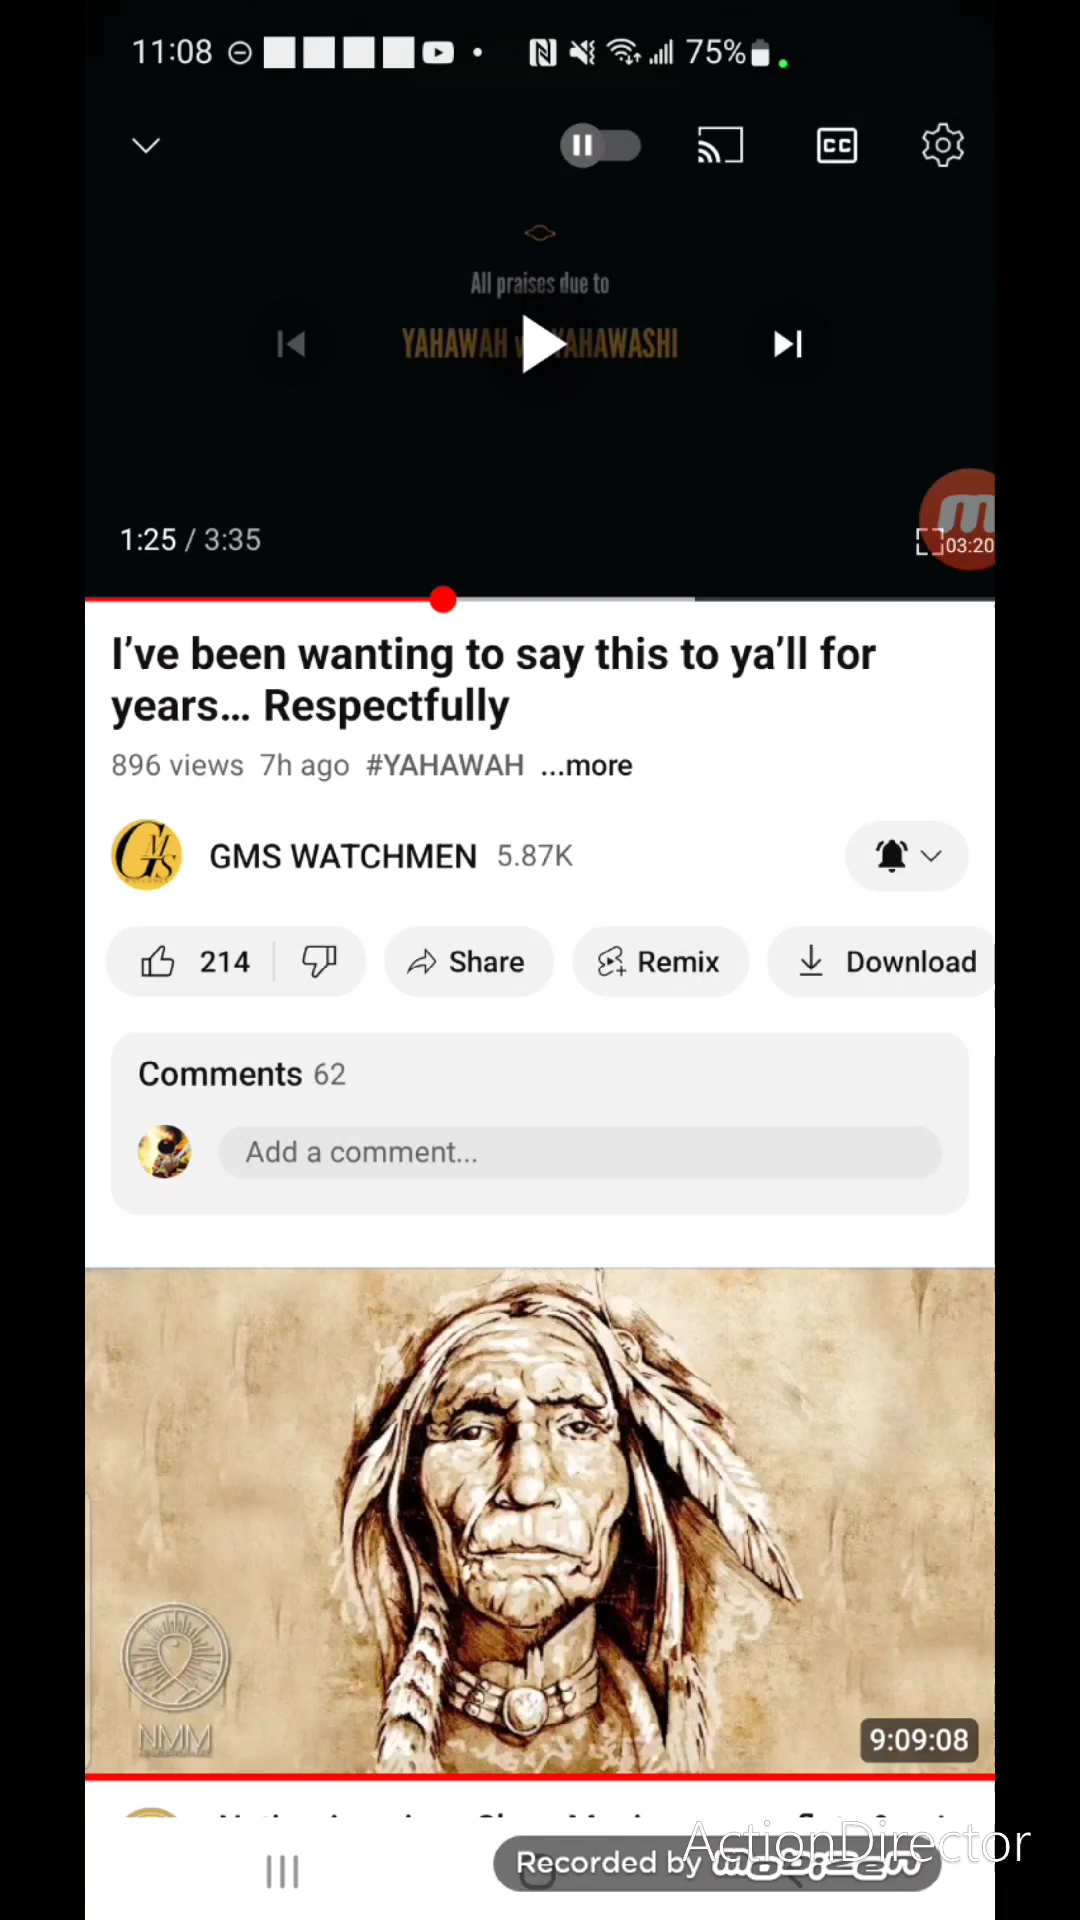 11:08 75%
All praises due to
YAHAWAH YAHAWASHI
1:25 / 3:35
03:20
I’ve been wanting to say this to ya’ll for
years... Respectfully
896 views 7h ago #YAHAWAH ...more
GMS WATCHMEN 5.87K
214 Share Remix Download
Comments 62
Add a comment...
NMM
9:09:08
ActionDirector
Recorded by mobizen